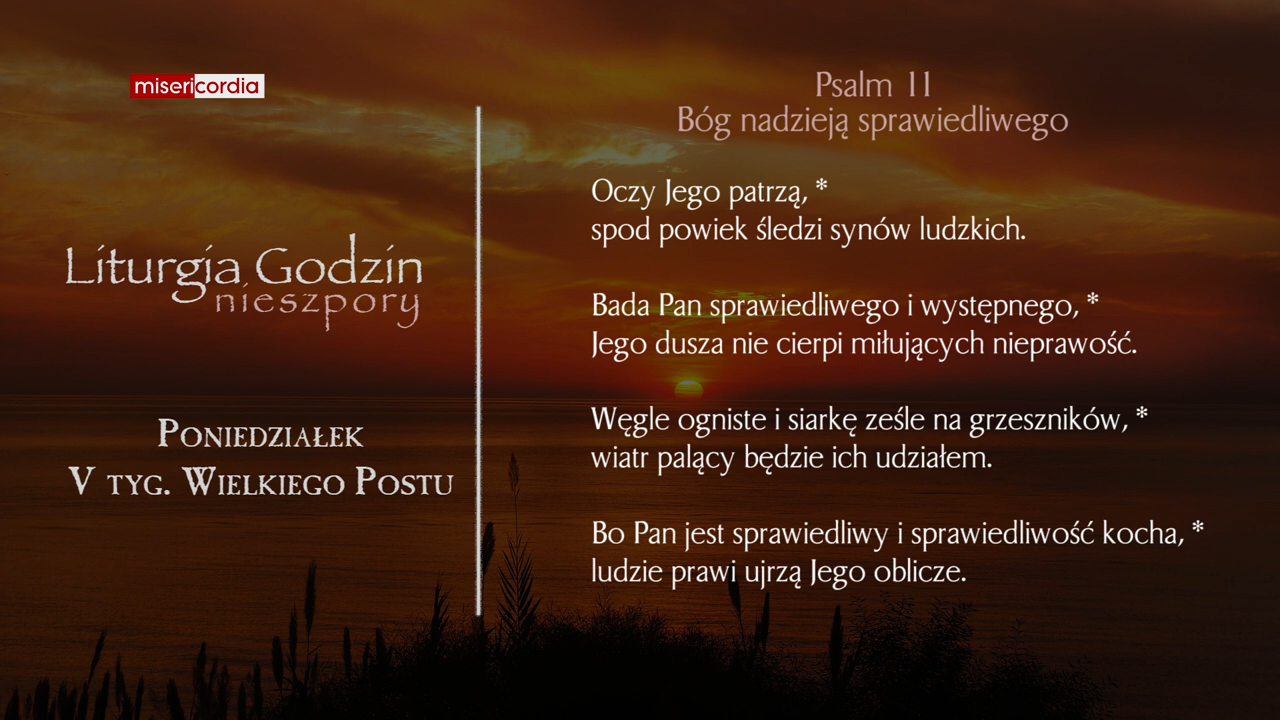 misericordia
Liturgia Godzin
nieszpory
Poniedziałek
V tyg. Wielkiego Postu
Psalm 11
Bóg nadzieją sprawiedliwego
Oczy Jego patrzą, *
spod powiek śledzi synów ludzkich.
Bada Pan sprawiedliwego i występnego, *
Jego dusza nie cierpi miłujących nieprawość.
Węgle ogniste i siarkę ześle na grzeszników, *
wiatr palący będzie ich udziałem.
Bo Pan jest sprawiedliwy i sprawiedliwość kocha, *
ludzie prawi ujrzą Jego oblicze.